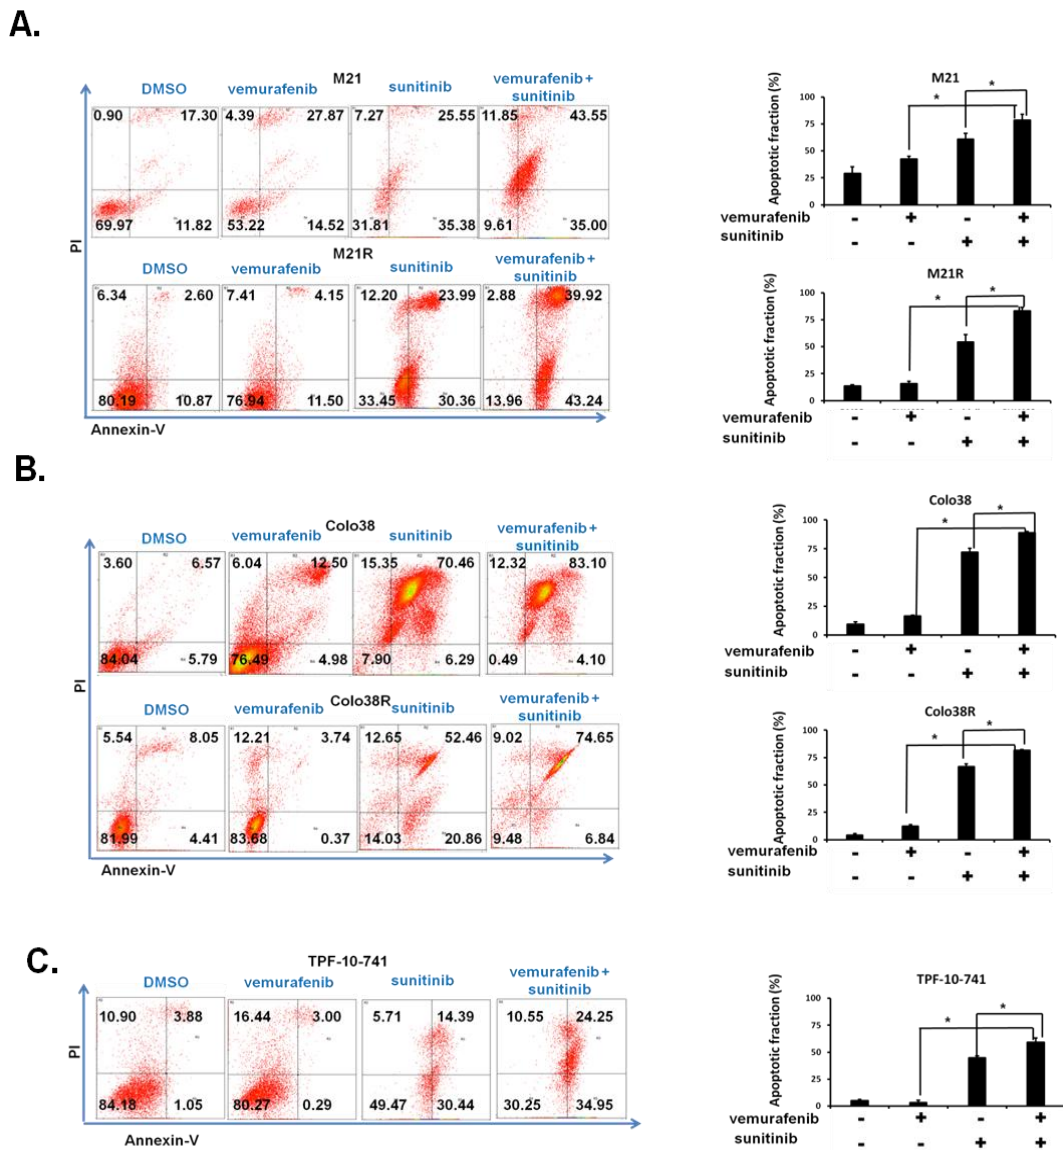 A.
M21
DMSO vemurafenib sunitinib vemurafenib + sunitinib
0.90 17.30 4.39 27.87 7.27 25.55 11.85 43.55
69.97 11.82 53.22 14.52 31.81 35.38 9.61 35.00
PI
M21R
DMSO vemurafenib sunitinib vemurafenib + sunitinib
6.34 2.60 7.41 4.15 12.20 23.99 2.88 39.92
80.19 10.87 76.94 11.50 33.45 30.36 13.96 43.24
Annexin-V
M21
Apoptotic fraction (%)
100
75
50
25
0
* *
vemurafenib - + - +
sunitinib - - + +
M21R
Apoptotic fraction (%)
100
75
50
25
0
* *
vemurafenib - + - +
sunitinib - - + +
B.
Colo38
DMSO vemurafenib sunitinib vemurafenib + sunitinib
3.60 6.57 6.04 12.50 15.35 70.46 12.32 83.10
84.04 5.79 76.49 4.98 7.90 6.29 0.49 4.10
PI
Colo38R
DMSO vemurafenib sunitinib vemurafenib + sunitinib
5.54 8.05 12.21 3.74 12.65 52.46 9.02 74.65
81.99 4.41 83.68 0.37 14.03 20.86 9.48 6.84
Annexin-V
Colo38
Apoptotic fraction (%)
100
75
50
25
0
* *
vemurafenib - + - +
sunitinib - - + +
Colo38R
Apoptotic fraction (%)
100
75
50
25
0
* *
vemurafenib - + - +
sunitinib - - + +
C.
TPF-10-741
DMSO vemurafenib sunitinib vemurafenib + sunitinib
10.90 3.88 16.44 3.00 5.71 14.39 10.55 24.25
84.18 1.05 80.27 0.29 49.47 30.44 30.25 34.95
PI
Annexin-V
TPF-10-741
Apoptotic fraction (%)
100
75
50
25
0
* *
vemurafenib - + - +
sunitinib - - + +